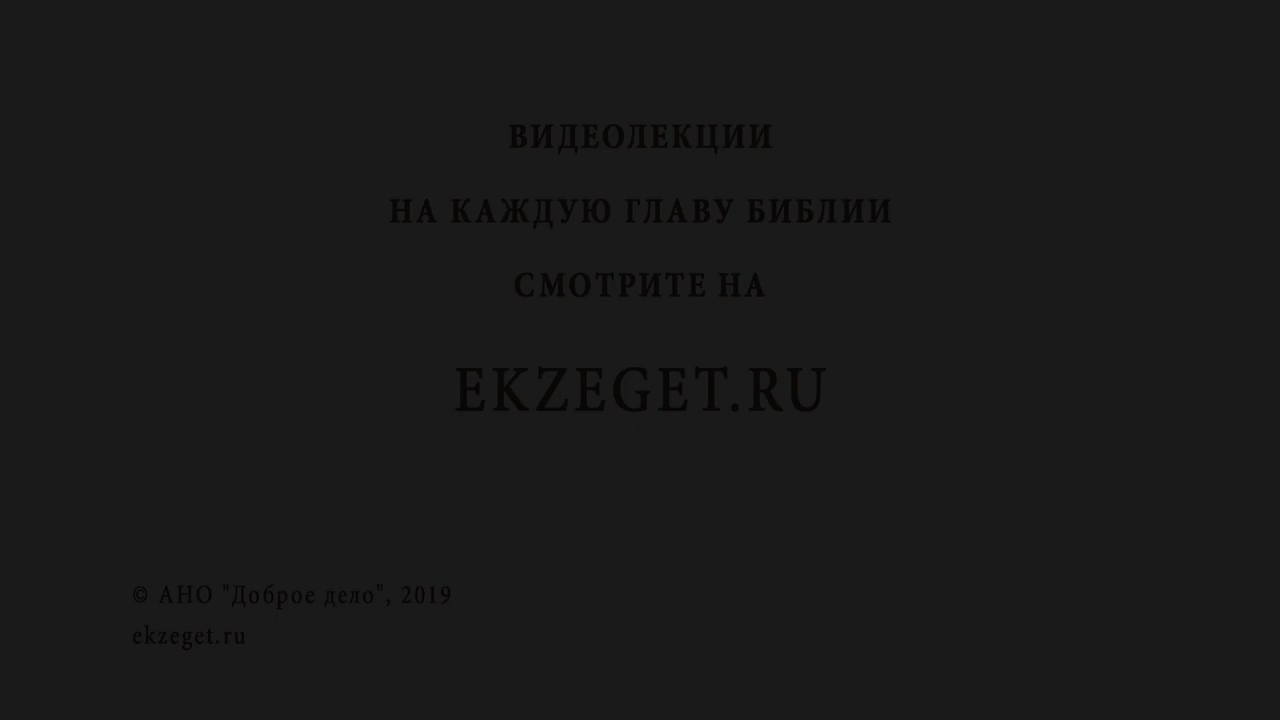 ВИДЕОЛЕКЦИИ
НА КАЖДУЮ ГЛАВУ БИБЛИИ
СМОТРИТЕ НА
EKZEGET.RU
© АНО "Доброе дело", 2019
ekzeget.ru